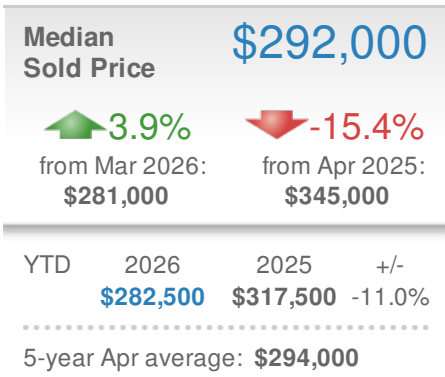 Median
Sold Price
$292,000
3.9% -15.4%
from Mar 2026: from Apr 2025:
$281,000 $345,000
YTD 2026 2025 +/-
$282,500 $317,500 -11.0%
5-year Apr average: $294,000